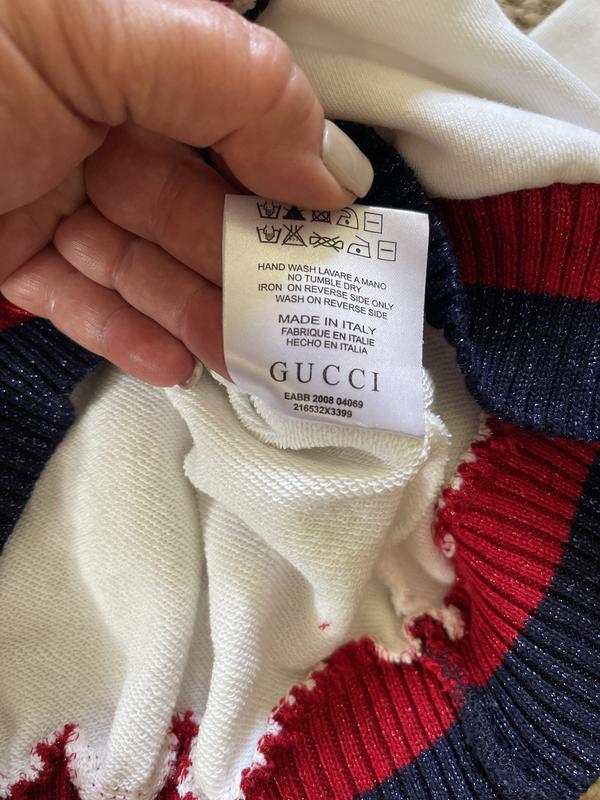 HAND WASH LAVARE A MANO
NO TUMBLE DRY
IRON ON REVERSE SIDE ONLY
WASH ON REVERSE SIDE
MADE IN ITALY
FABRIQUE EN ITALIE
HECHO EN ITALIA
GUCCI
EABB 2008 04069
216532X3399